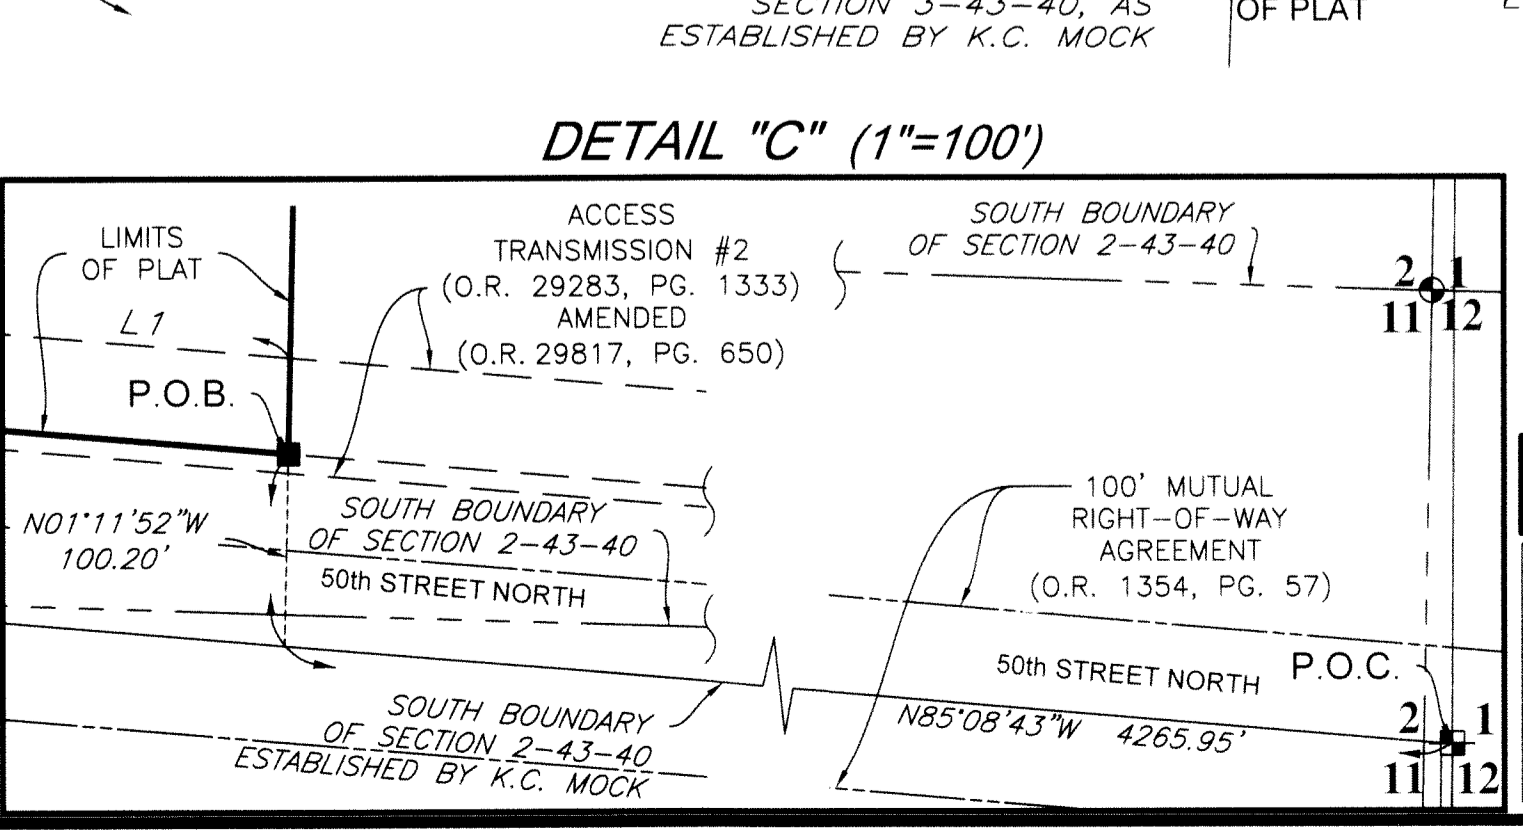 SECTION 3-43-40, AS
ESTABLISHED BY K.C. MOCK
OF PLAT
DETAIL "C" (1"=100')
LIMITS
OF PLAT
ACCESS
TRANSMISSION #2
(O.R. 29283, PG. 1333)
AMENDED
(O.R. 29817, PG. 650)
SOUTH BOUNDARY
OF SECTION 2-43-40
2 1
11 12
L1
P.O.B.
N01°11'52"W
100.20'
SOUTH BOUNDARY
OF SECTION 2-43-40
50th STREET NORTH
100' MUTUAL
RIGHT-OF-WAY
AGREEMENT
(O.R. 1354, PG. 57)
50th STREET NORTH
P.O.C.
N85°08'43"W 4265.95'
2 1
11 12
SOUTH BOUNDARY
OF SECTION 2-43-40
ESTABLISHED BY K.C. MOCK